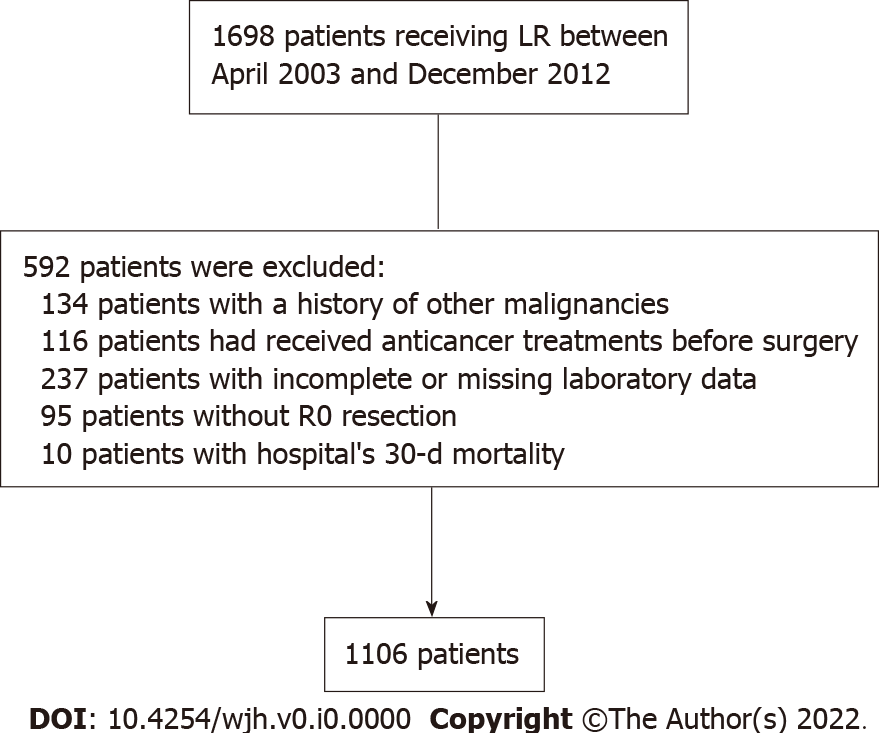 1698 patients receiving LR between
April 2003 and December 2012
592 patients were excluded:
134 patients with a history of other malignancies
116 patients had received anticancer treatments before surgery
237 patients with incomplete or missing laboratory data
95 patients without R0 resection
10 patients with hospital's 30-d mortality
1106 patients
DOI: 10.4254/wjh.v0.i0.0000 Copyright ©The Author(s) 2022.